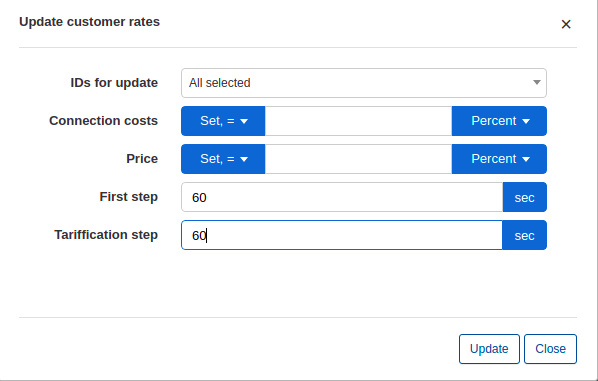 Update customer rates ×
IDs for update All selected
Connection costs Set, = Percent
Price Set, = Percent
First step 60 sec
Tariffication step 60 sec
Update Close